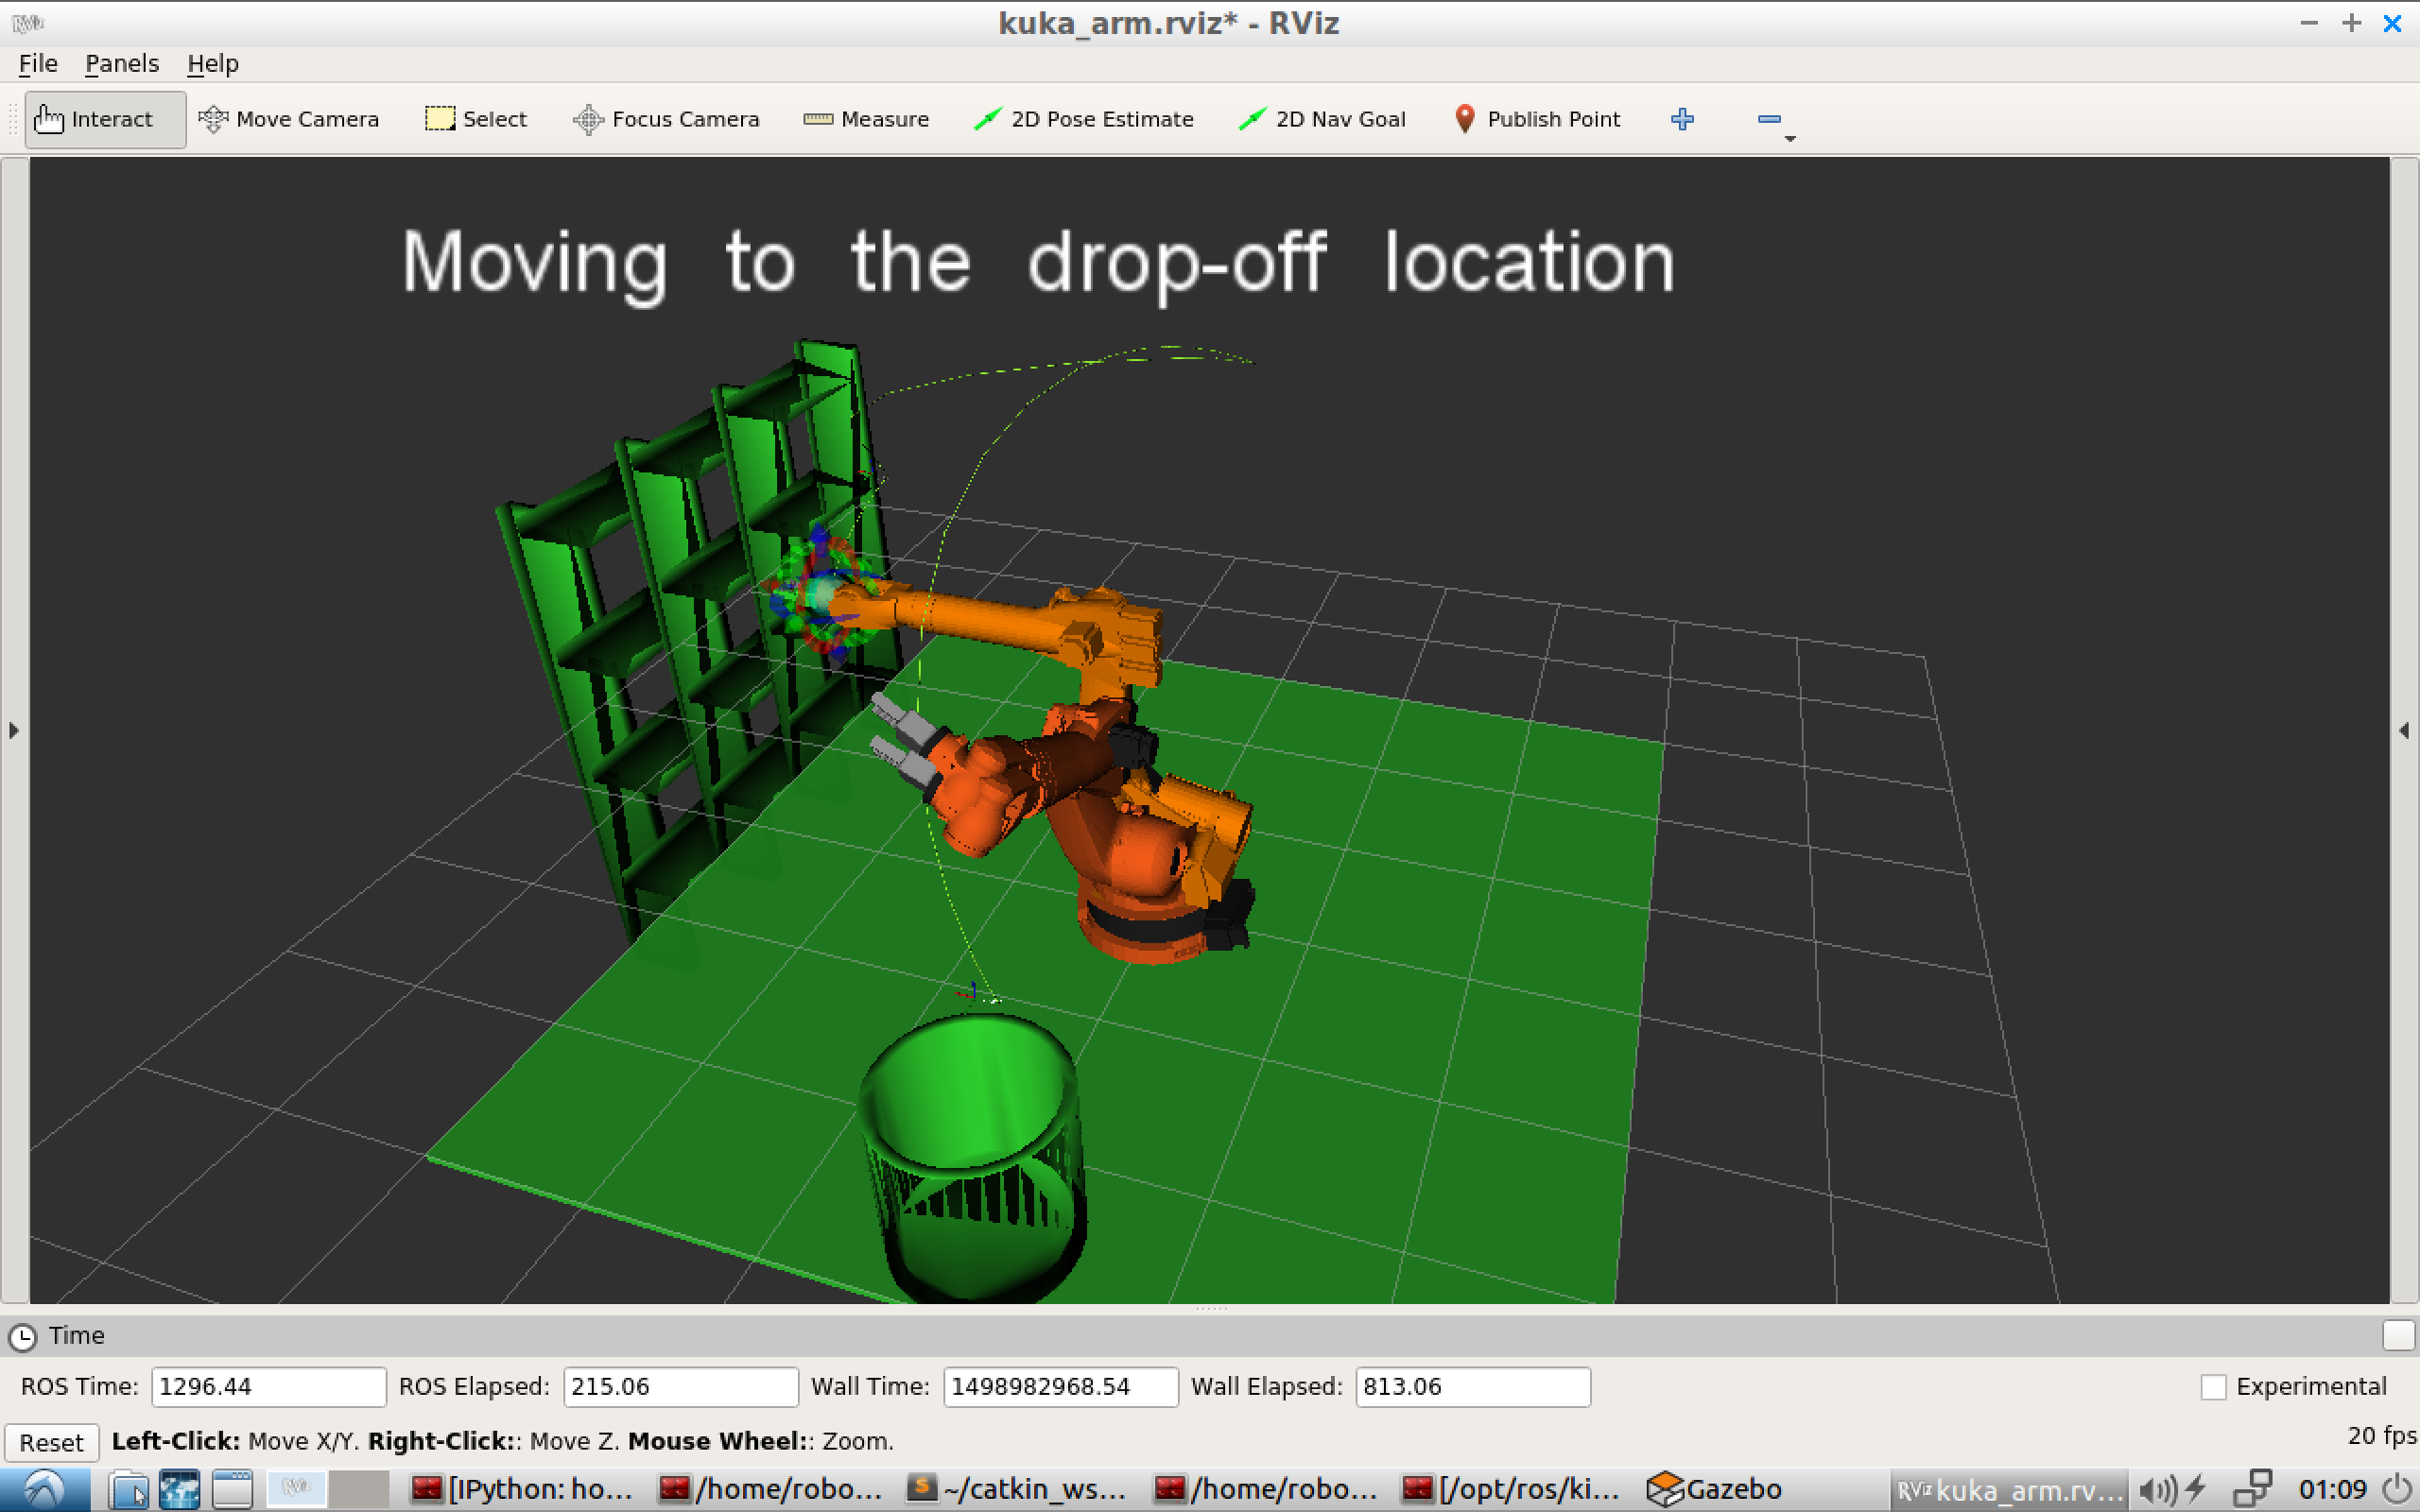 kuka_arm.rviz* - RViz
File Panels Help
Interact Move Camera Select Focus Camera Measure 2D Pose Estimate 2D Nav Goal Publish Point
Moving to the drop-off location
Time
ROS Time: 1296.44 ROS Elapsed: 215.06 Wall Time: 1498982968.54 Wall Elapsed: 813.06 Experimental
Reset Left-Click: Move X/Y. Right-Click:: Move Z. Mouse Wheel:: Zoom. 20 fps
[IPython: ho... /home/robo... ~/catkin_ws... /home/robo... [/opt/ros/ki... Gazebo RViz kuka_arm.rv... 01:09